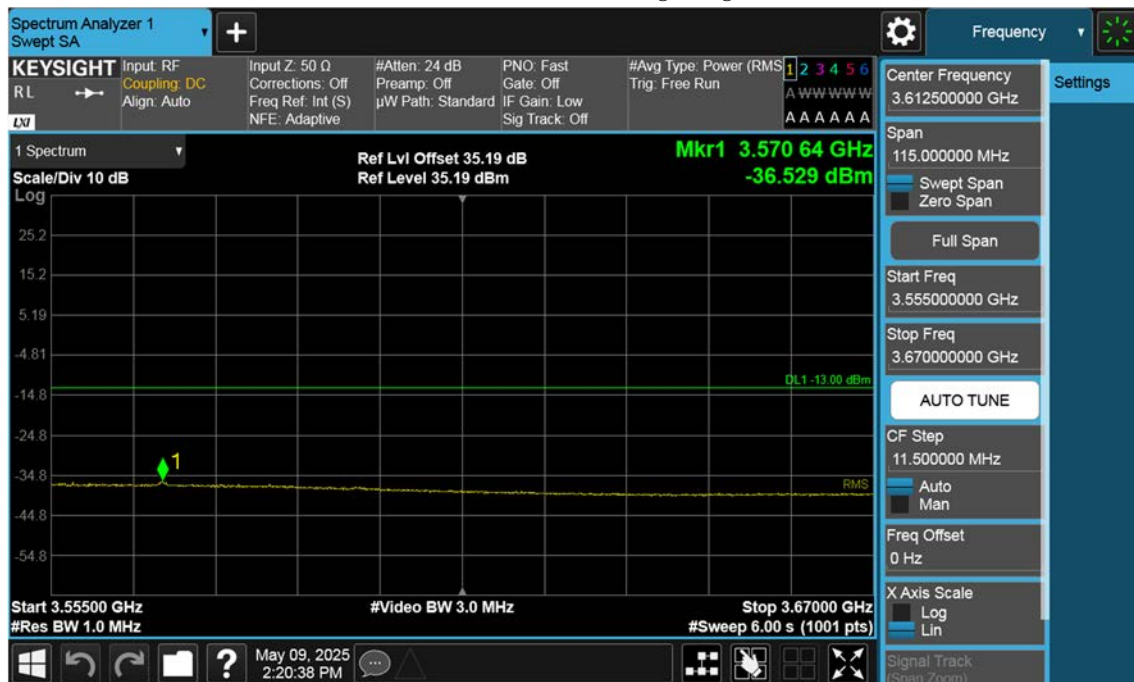 Spectrum Analyzer 1
Swept SA
Frequency
KEYSIGHT
RL
LXI
Input: RF
Coupling: DC
Align: Auto
Input Z: 50 Ω
Corrections: Off
Freq Ref: Int (S)
NFE: Adaptive
#Atten: 24 dB
Preamp: Off
µW Path: Standard
PNO: Fast
Gate: Off
IF Gain: Low
Sig Track: Off
#Avg Type: Power (RMS
Trig: Free Run
1 2 3 4 5 6
A W W W W W
A A A A A A
1 Spectrum
Scale/Div 10 dB
Ref Lvl Offset 35.19 dB
Ref Level 35.19 dBm
Mkr1 3.570 64 GHz
-36.529 dBm
Log
25.2
15.2
5.19
-4.81
-14.8
-24.8
-34.8
-44.8
-54.8
DL1 -13.00 dBm
1
RMS
Start 3.55500 GHz
#Res BW 1.0 MHz
#Video BW 3.0 MHz
Stop 3.67000 GHz
#Sweep 6.00 s (1001 pts)
Center Frequency
3.612500000 GHz
Settings
Span
115.000000 MHz
Swept Span
Zero Span
Full Span
Start Freq
3.555000000 GHz
Stop Freq
3.670000000 GHz
AUTO TUNE
CF Step
11.500000 MHz
Auto
Man
Freq Offset
0 Hz
X Axis Scale
Log
Lin
Signal Track
(Span Zoom)
?
May 09, 2025
2:20:38 PM